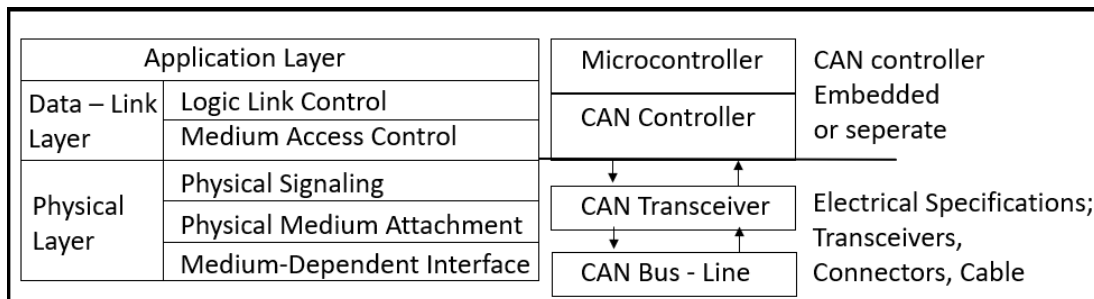 Application Layer
Data – Link
Layer
Logic Link Control
Medium Access Control
Physical
Layer
Physical Signaling
Physical Medium Attachment
Medium-Dependent Interface
Microcontroller
CAN Controller
CAN Transceiver
CAN Bus - Line
CAN controller
Embedded
or seperate
Electrical Specifications;
Transceivers,
Connectors, Cable